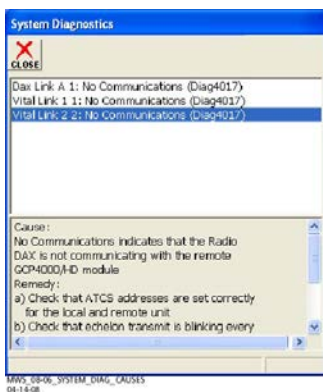 System Diagnostics
CLOSE
Dax Link A 1: No Communications (Diag4017)
Vital Link 1 1: No Communications (Diag4017)
Vital Link 2 2: No Communications (Diag4017)
Cause:
No Communications indicates that the Radio
DAX is not communicating with the remote
GCP4000/HD module
Remedy:
a) Check that ATCS addresses are set correctly
for the local and remote unit
b) Check that echelon transmit is blinking every
MWS_08-06_SYSTEM_DIAG_CAUSES
04-14-08